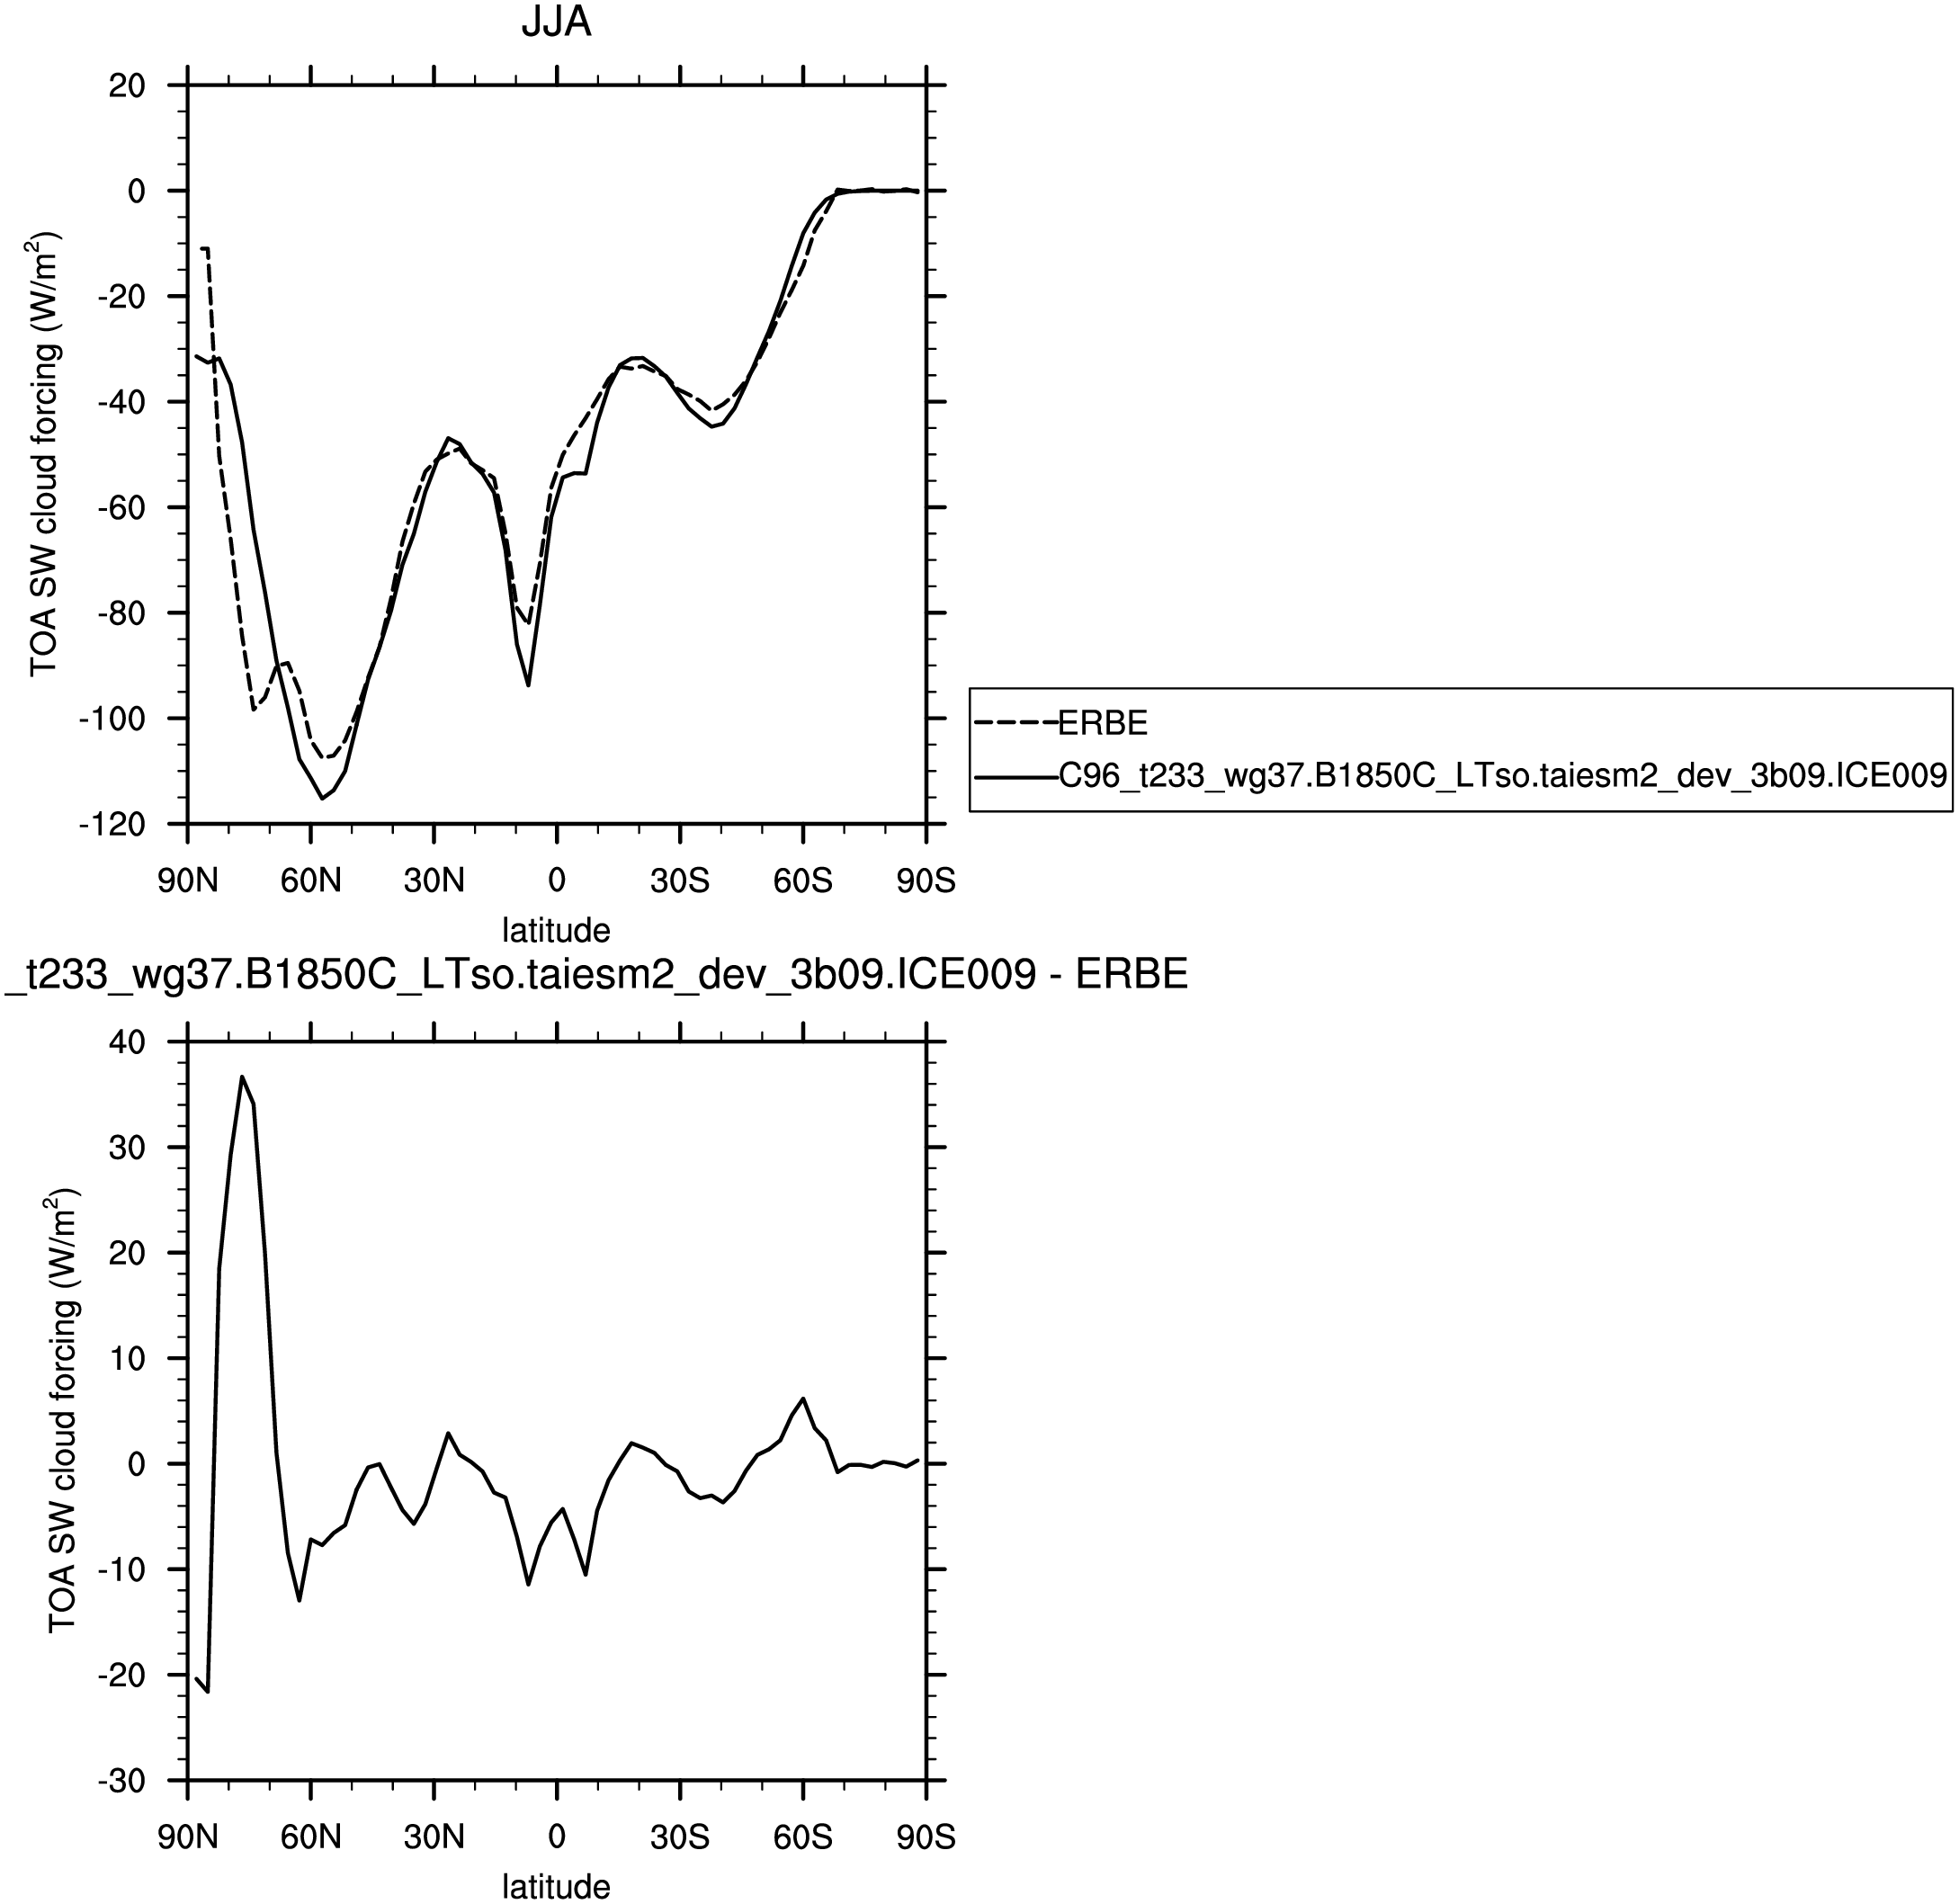 JJA
20
0
-20
-40
-60
-80
-100
-120
TOA SW cloud forcing (W/m²)
90N 60N 30N 0 30S 60S 90S
latitude
ERBE
C96_t233_wg37.B1850C_LTso.taiesm2_dev_3b09.ICE009
_t233_wg37.B1850C_LTso.taiesm2_dev_3b09.ICE009 - ERBE
40
30
20
10
0
-10
-20
-30
TOA SW cloud forcing (W/m²)
90N 60N 30N 0 30S 60S 90S
latitude